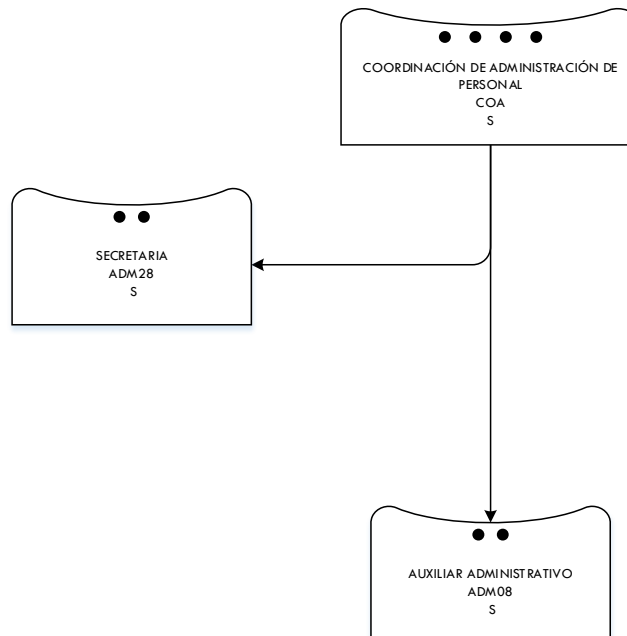 COORDINACIÓN DE ADMINISTRACIÓN DE
PERSONAL
COA
S
SECRETARIA
ADM28
S
AUXILIAR ADMINISTRATIVO
ADM08
S